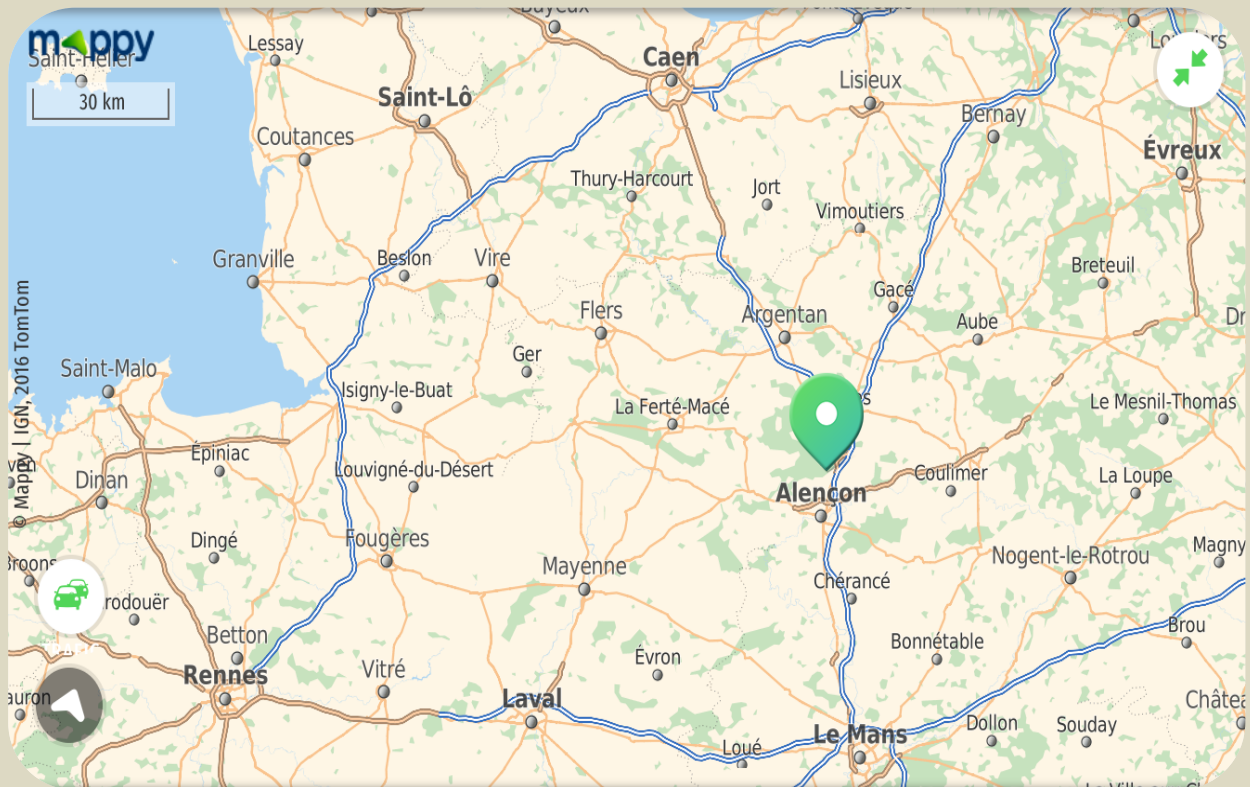 mappy
Saint-Hélier
30 km
Lessay
Caen
Lisieux
Saint-Lô
Bernay
Coutances
Évreux
Thury-Harcourt
Jort
Vimoutiers
Granville
Beslon
Vire
Breteuil
Gacé
Flers
Argentan
Aube
Ger
Saint-Malo
Isigny-le-Buat
La Ferté-Macé
Le Mesnil-Thomas
Épiniac
Louvigné-du-Désert
Coulimer
La Loupe
Dinan
Alençon
© Mappy | IGN, 2016 TomTom
Dingé
Fougères
Mayenne
Nogent-le-Rotrou
Magny
Chérancé
Betton
Bonnétable
Brou
Rennes
Vitré
Évron
Laval
Dollon
Souday
Le Mans
Loué